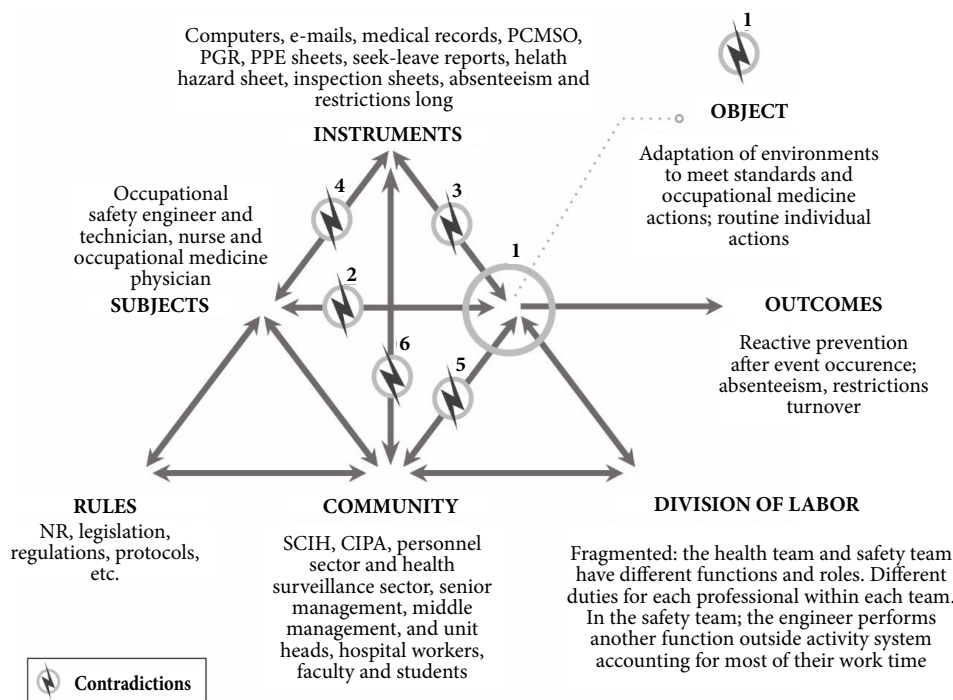 1
Computers, e-mails, medical records, PCMSO,
PGR, PPE sheets, seek-leave reports, helath
hazard sheet, inspection sheets, absenteeism and
restrictions long
INSTRUMENTS
OBJECT
Adaptation of environments
to meet standards and
occupational medicine
actions; routine individual
actions
4
3
Occupational
safety engineer and
technician, nurse and
occupational medicine
physician
SUBJECTS
2
1
OUTCOMES
Reactive prevention
after event occurence;
absenteeism, restrictions
turnover
6
5
RULES
NR, legislation,
regulations, protocols,
etc.
COMMUNITY
SCIH, CIPA, personnel
sector and health
surveillance sector, senior
management, middle
management, and unit
heads, hospital workers,
faculty and students
DIVISION OF LABOR
Fragmented: the health team and safety team
have different functions and roles. Different
duties for each professional within each team.
In the safety team; the engineer performs
another function outside activity system
accounting for most of their work time
Contradictions